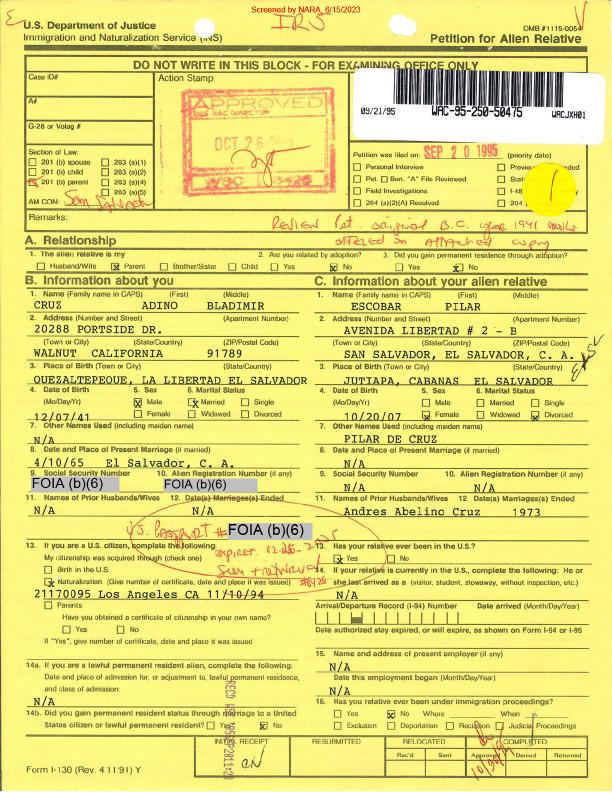 Screened by NARA, 6/15/2023
IRS
U.S. Department of Justice
Immigration and Naturalization Service (INS)
OMB #1115-0054
Petition for Alien Relative
DO NOT WRITE IN THIS BLOCK - FOR EXAMINING OFFICE ONLY
Case ID#
Action Stamp
A#
G-28 or Volag #
APPROVED
OCT 26
09/21/95
WAC-95-250-50475
WACJXH01
Section of Law:
201 (b) spouse
203 (a)(1)
201 (b) child
203 (a)(2)
201 (b) parent
203 (a)(4)
203 (a)(5)
AM CON: San Salvador
Petition was filed on: SEP 20 1995 (priority date)
Personal Interview
Pet. Ben. "A" File Reviewed
Field Investigations
204 (a)(2)(A) Resolved
Remarks:
Review Pet. original B.C. year 1941
altered on attached copy
A. Relationship
1. The alien relative is my
Husband/Wife
Parent
Brother/Sister
Child
2. Are you related by adoption?
Yes
No
3. Did you gain permanent residence through adoption?
Yes
No
B. Information about you
1. Name (Family name in CAPS) (First) (Middle)
CRUZ ADINO BLADIMIR
2. Address (Number and Street) (Apartment Number)
20288 PORTSIDE DR.
(Town or City) (State/Country) (ZIP/Postal Code)
WALNUT CALIFORNIA 91789
3. Place of Birth (Town or City) (State/Country)
QUEZALTEPEQUE, LA LIBERTAD EL SALVADOR
4. Date of Birth (Mo/Day/Yr)
5. Sex
6. Marital Status
Male
Married
Single
12/07/41
Female
Widowed
Divorced
7. Other Names Used (including maiden name)
N/A
8. Date and Place of Present Marriage (if married)
4/10/65 El Salvador, C. A.
9. Social Security Number
10. Alien Registration Number (if any)
FOIA (b)(6)
FOIA (b)(6)
11. Names of Prior Husbands/Wives
12. Date(s) Marriages(s) Ended
N/A
N/A
U.S. Passport # FOIA (b)(6)
13. If you are a U.S. citizen, complete the following:
My citizenship was acquired through (check one)
Birth in the U.S.
Naturalization (Give number of certificate, date and place it was issued)
21170095 Los Angeles CA 11/10/94
Parents
Have you obtained a certificate of citizenship in your own name?
Yes
No
If "Yes", give number of certificate, date and place it was issued
14a. If you are a lawful permanent resident alien, complete the following:
Date and place of admission for, or adjustment to, lawful permanent residence,
and class of admission:
N/A
14b. Did you gain permanent resident status through marriage to a United
States citizen or lawful permanent resident? Yes No
C. Information about your alien relative
1. Name (Family name in CAPS) (First) (Middle)
ESCOBAR PILAR
2. Address (Number and Street) (Apartment Number)
AVENIDA LIBERTAD # 2 - B
(Town or City) (State/Country) (ZIP/Postal Code)
SAN SALVADOR, EL SALVADOR, C. A.
3. Place of Birth (Town or City) (State/Country)
JUTIAPA, CABANAS EL SALVADOR
4. Date of Birth (Mo/Day/Yr)
5. Sex
6. Marital Status
Male
Married
Single
10/20/07
Female
Widowed
Divorced
7. Other Names Used (including maiden name)
PILAR DE CRUZ
8. Date and Place of Present Marriage (if married)
N/A
9. Social Security Number
10. Alien Registration Number (if any)
N/A
N/A
11. Names of Prior Husbands/Wives
12. Date(s) Marriages(s) Ended
Andres Abelino Cruz 1973
13. Has your relative ever been in the U.S.?
Yes
No
14. If your relative is currently in the U.S., complete the following: He or
she last arrived as a (visitor, student, stowaway, without inspection, etc.)
N/A
Arrival/Departure Record (I-94) Number
Date arrived (Month/Day/Year)
Date authorized stay expired, or will expire, as shown on Form I-94 or I-95
15. Name and address of present employer (if any)
N/A
Date this employment began (Month/Day/Year)
N/A
16. Has your relative ever been under immigration proceedings?
Yes
No
Where
When
Exclusion
Deportation
Recission
Judicial Proceedings
INITIAL RECEIPT
RESUBMITTED
RELOCATED
Rec'd
Sent
COMPLETED
Approved
Denied
Returned
Form I-130 (Rev. 4.11.91) Y